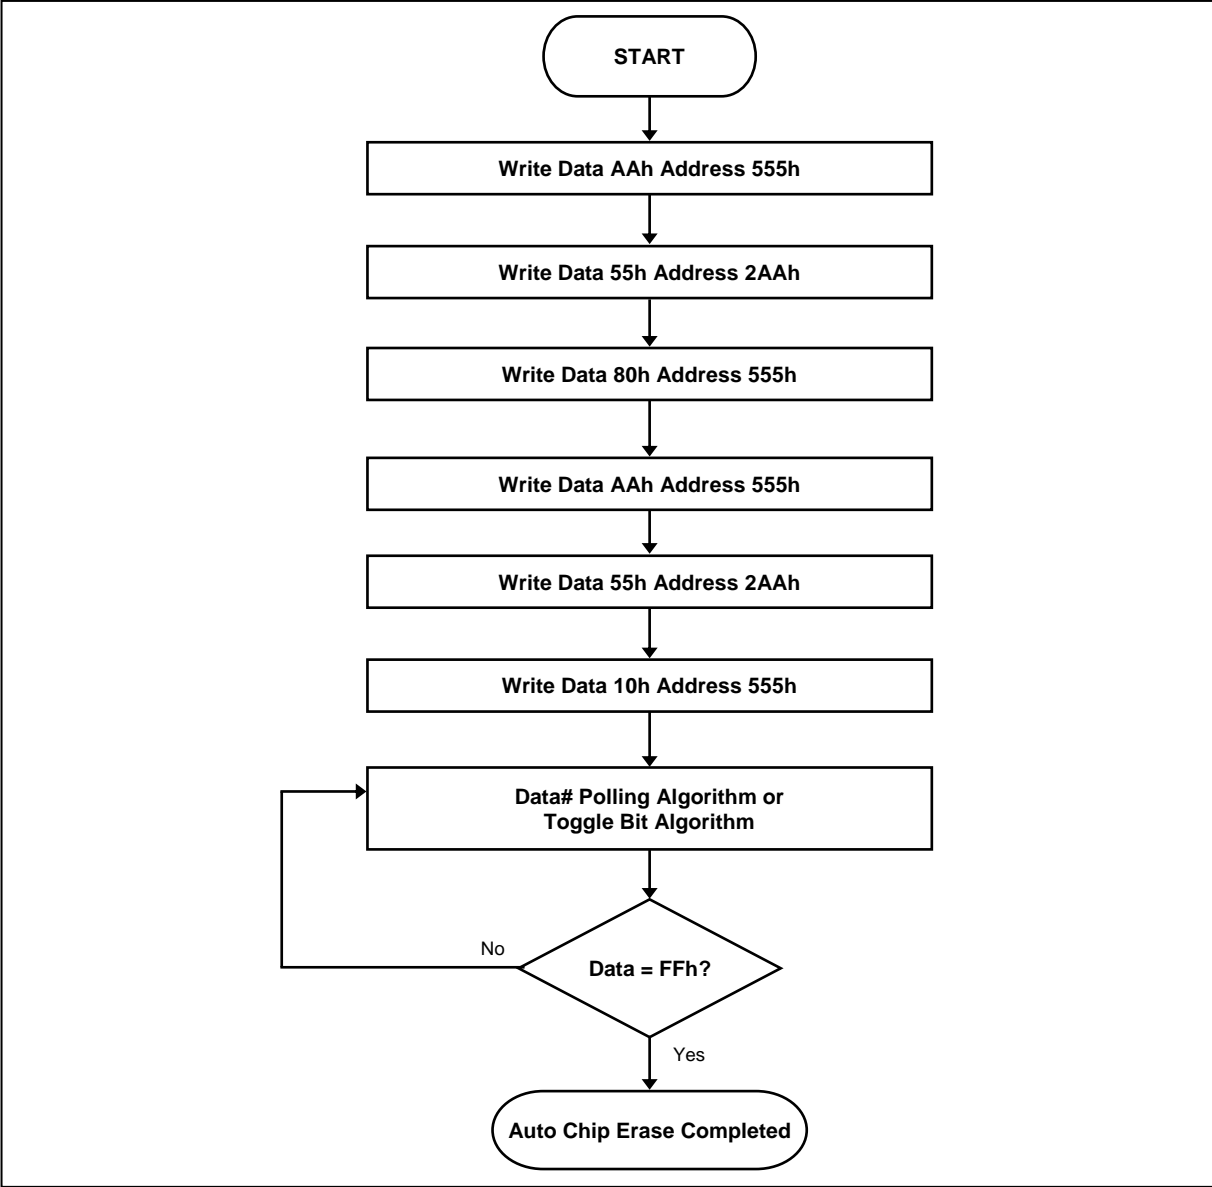 START
Write Data AAh Address 555h
Write Data 55h Address 2AAh
Write Data 80h Address 555h
Write Data AAh Address 555h
Write Data 55h Address 2AAh
Write Data 10h Address 555h
Data# Polling Algorithm or
Toggle Bit Algorithm
No
Data = FFh?
Yes
Auto Chip Erase Completed